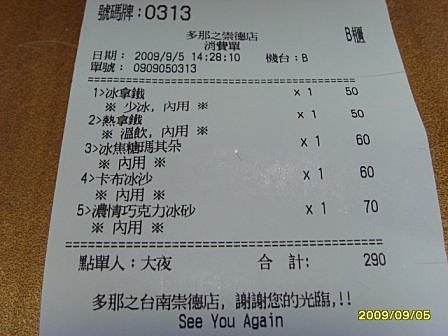 號碼牌:0313
B櫃
多那之崇德店
消費單
日期: 2009/9/5 14:28:10 機台:B
單號: 0909050313
1>冰拿鐵 x 1 50
※ 少冰, 內用 ※
2>熱拿鐵 x 1 50
※ 溫飲, 內用 ※
3>冰焦糖瑪其朵 x 1 60
※ 內用 ※
4>卡布冰沙 x 1 60
※ 內用 ※
5>濃情巧克力冰砂 x 1 70
※ 內用 ※
點單人:大夜 合 計: 290
多那之台南崇德店, 謝謝您的光臨,!!
See You Again
2009/09/05